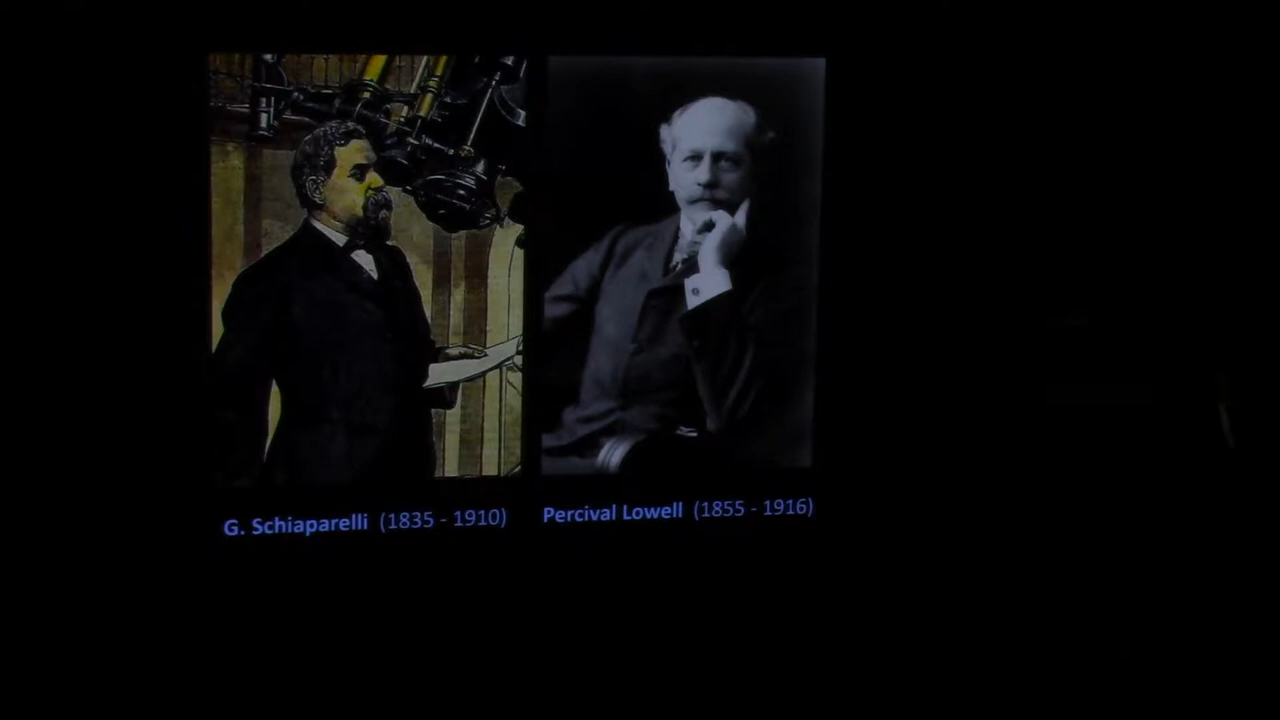 G. Schiaparelli (1835 - 1910)
Percival Lowell (1855 - 1916)